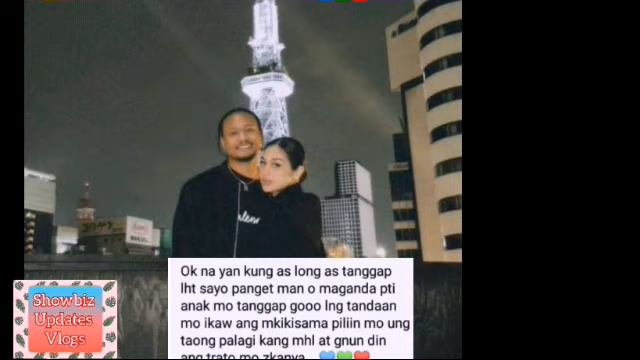 alena
Ok na yan kung as long as tanggap
lht sayo panget man o maganda pti
anak mo tanggap gooo lng tandaan
mo ikaw ang mkikisama piliin mo ung
taong palagi kang mhl at gnun din
ang trato mo zkanya
Showbiz
Updates
Vlogs